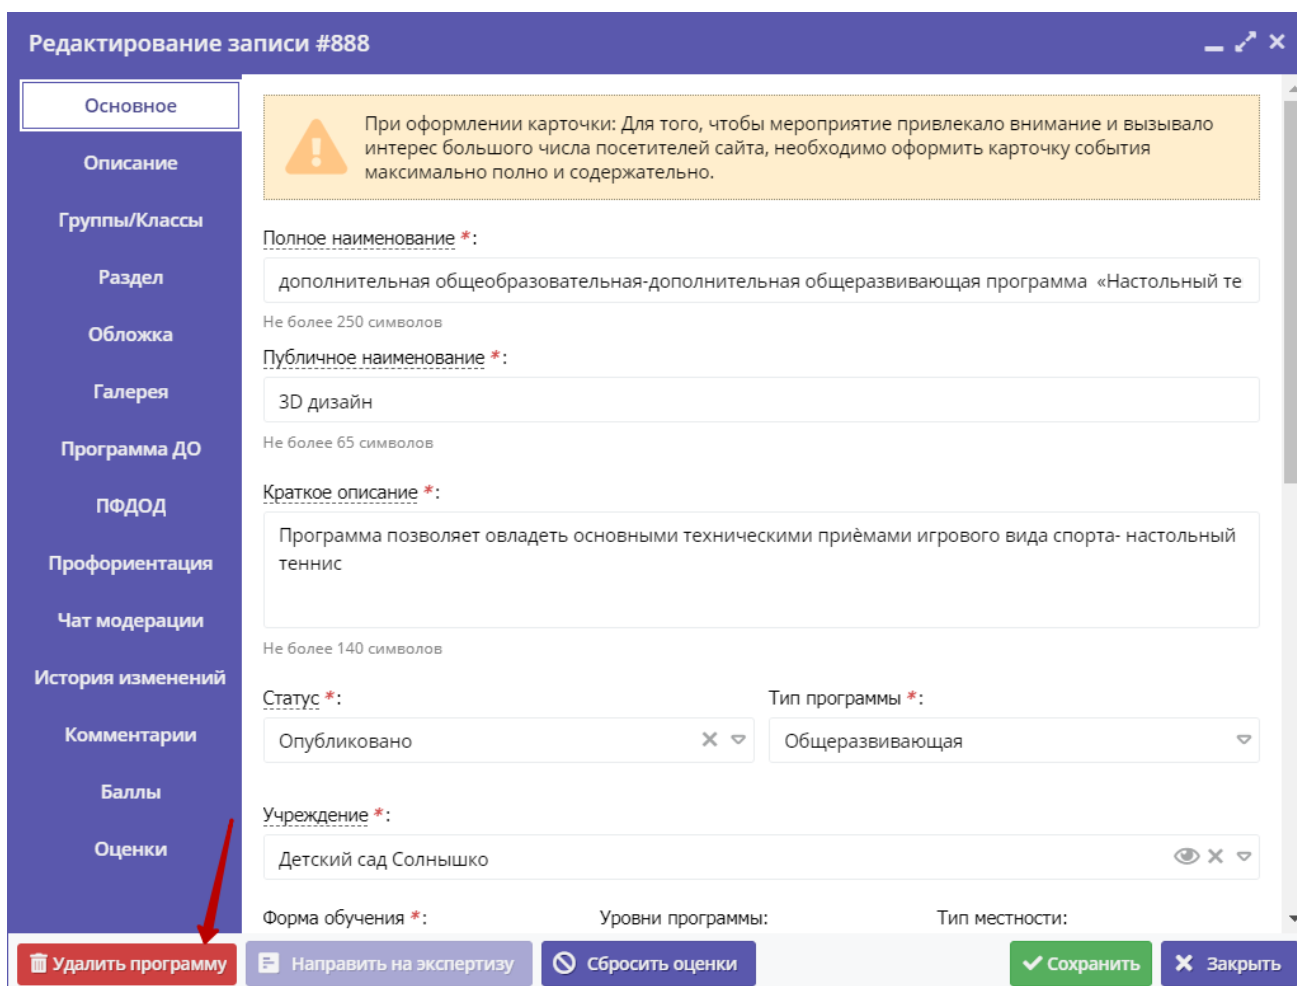 Редактирование записи #888
Основное
Описание
Группы/Классы
Раздел
Обложка
Галерея
Программа ДО
ПФДОД
Профориентация
Чат модерации
История изменений
Комментарии
Баллы
Оценки
При оформлении карточки: Для того, чтобы мероприятие привлекало внимание и вызывало
интерес большого числа посетителей сайта, необходимо оформить карточку события
максимально полно и содержательно.
Полное наименование *:
дополнительная общеобразовательная-дополнительная общеразвивающая программа «Настольный те
Не более 250 символов
Публичное наименование *:
3D дизайн
Не более 65 символов
Краткое описание *:
Программа позволяет овладеть основными техническими приѐмами игрового вида спорта- настольный
теннис
Не более 140 символов
Статус *: Тип программы *:
Опубликовано Общеразвивающая
Учреждение *:
Детский сад Солнышко
Форма обучения *: Уровни программы: Тип местности:
Удалить программу Направить на экспертизу Сбросить оценки Сохранить Закрыть